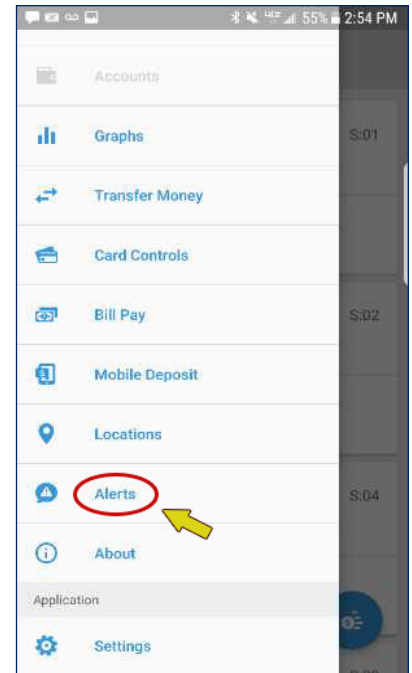 55% 2:54 PM
Accounts
Graphs
S:01
Transfer Money
Card Controls
Bill Pay
S:02
Mobile Deposit
Locations
Alerts
S:04
About
Application
Settings